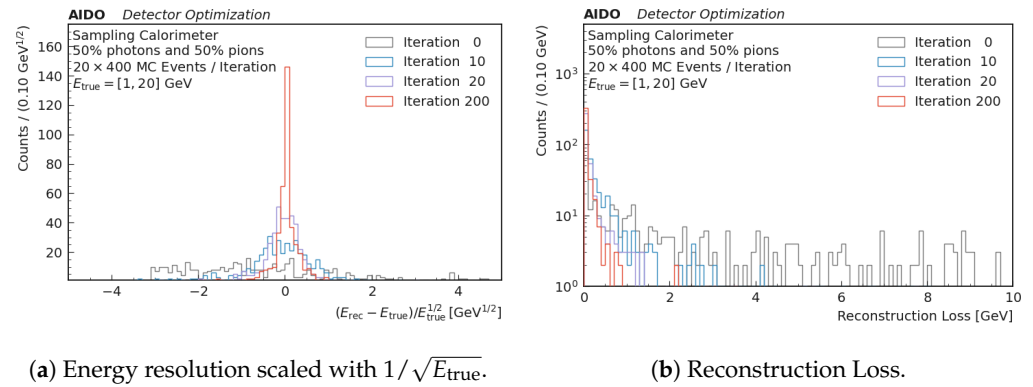 AIDO Detector Optimization
Counts / (0.10 GeV^{1/2})
160
140
120
100
80
60
40
20
Sampling Calorimeter
50% photons and 50% pions
20 × 400 MC Events / Iteration
E_true = [1, 20] GeV
Iteration 0
Iteration 10
Iteration 20
Iteration 200
−4 −2 0 2 4
(E_rec − E_true)/E_true^{1/2} [GeV^{1/2}]
(a) Energy resolution scaled with 1/√E_true.
AIDO Detector Optimization
Counts / (0.10 GeV)
10^3
10^2
10^1
10^0
Sampling Calorimeter
50% photons and 50% pions
20 × 400 MC Events / Iteration
E_true = [1, 20] GeV
Iteration 0
Iteration 10
Iteration 20
Iteration 200
0 2 4 6 8 10
Reconstruction Loss [GeV]
(b) Reconstruction Loss.